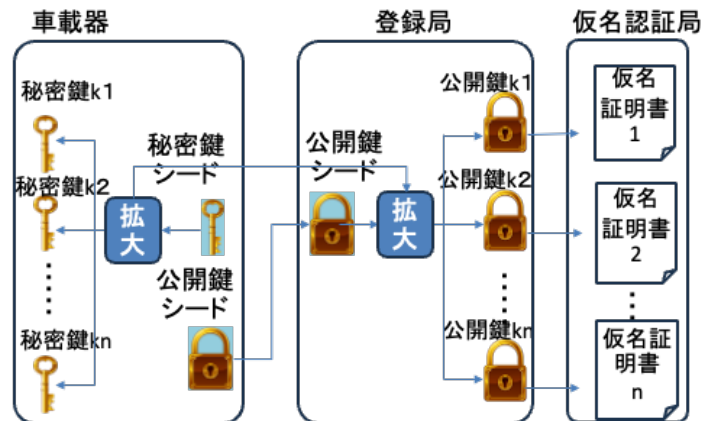 車載器
登録局
仮名認証局
秘密鍵k1
秘密鍵k2
秘密鍵kn
拡
大
秘密鍵
シード
公開鍵
シード
公開鍵
シード
拡
大
公開鍵k1
公開鍵k2
公開鍵kn
仮名
証明書
1
仮名
証明書
2
仮名証
明書
n